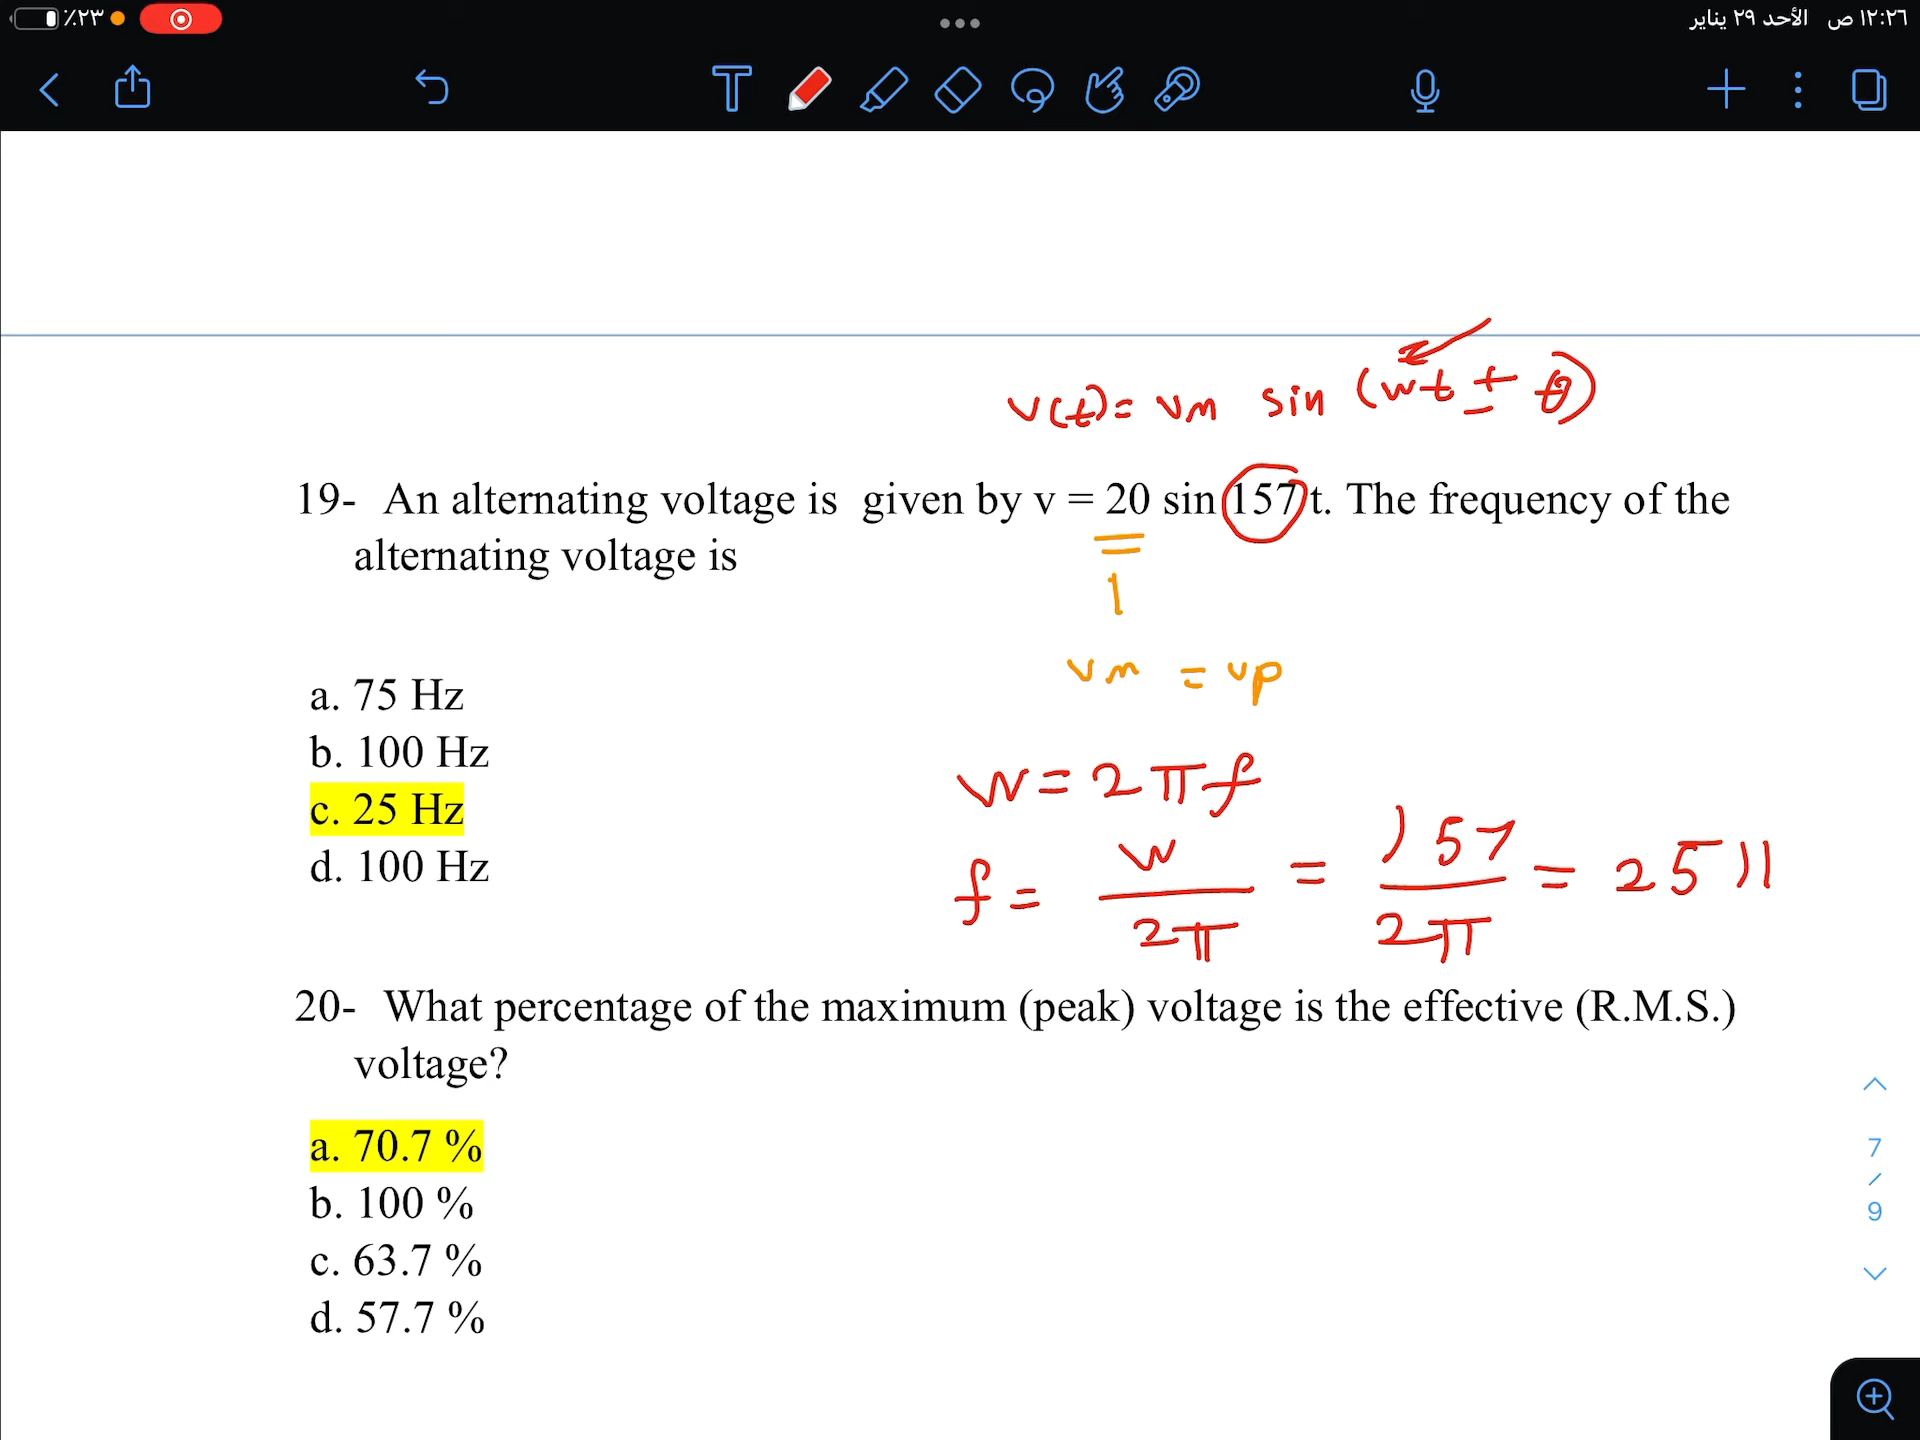 ٪٢٣
١٢:٢٦ ص الأحد ٢٩ يناير
v(t)= vm sin (wt ± θ)
19- An alternating voltage is given by v = 20 sin 157 t. The frequency of the
alternating voltage is
vm = vp
a. 75 Hz
b. 100 Hz
c. 25 Hz
d. 100 Hz
w = 2πf
f = w/2π = 157/2π = 25
20- What percentage of the maximum (peak) voltage is the effective (R.M.S.)
voltage?
a. 70.7 %
b. 100 %
c. 63.7 %
d. 57.7 %
7
/
9